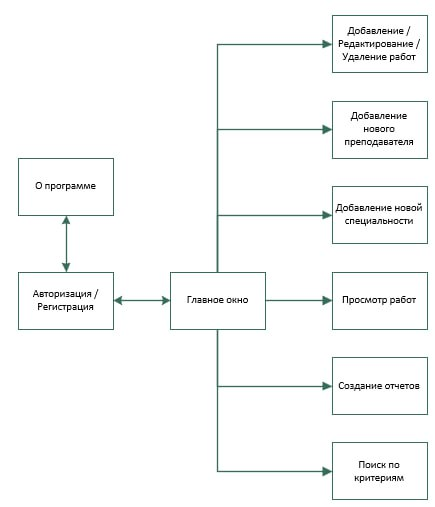 Добавление /
Редактирование /
Удаление работ
Добавление
нового
преподавателя
О программе
Добавление новой
специальности
Авторизация /
Регистрация
Главное окно
Просмотр работ
Создание отчетов
Поиск по
критериям